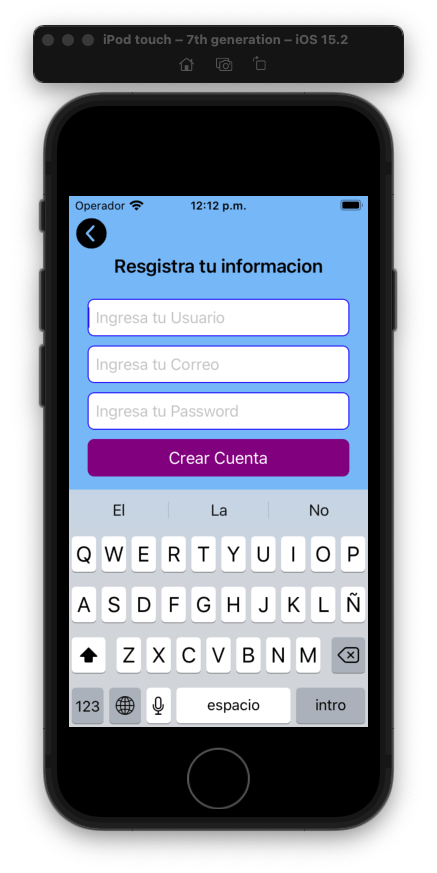 iPod touch – 7th generation – iOS 15.2
Operador 12:12 p.m.
Resgistra tu informacion
Ingresa tu Usuario
Ingresa tu Correo
Ingresa tu Password
Crear Cuenta
El La No
Q W E R T Y U I O P
A S D F G H J K L Ñ
Z X C V B N M
123 espacio intro